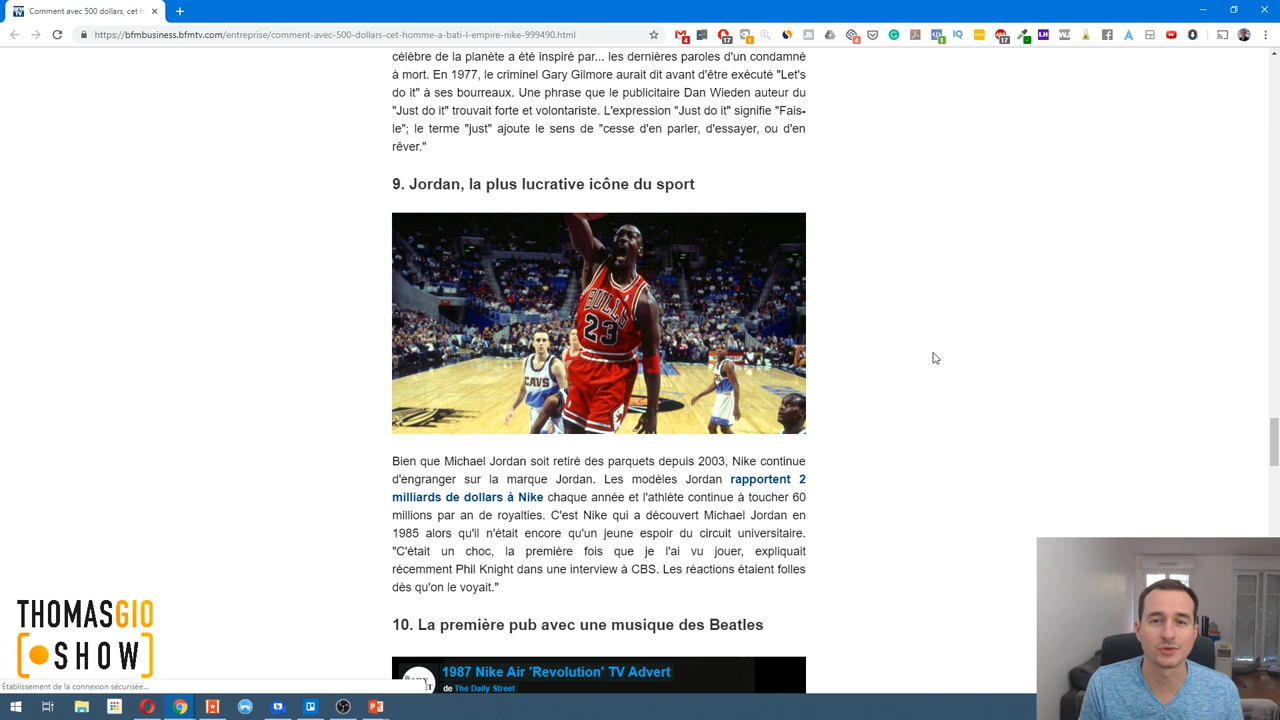 Comment avec 500 dollars, cet h
https://bfmbusiness.bfmtv.com/entreprise/comment-avec-500-dollars-cet-homme-a-bati-l-empire-nike-999490.html
célèbre de la planète a été inspiré par... les dernières paroles d'un condamné
à mort. En 1977, le criminel Gary Gilmore aurait dit avant d'être exécuté "Let's
do it" à ses bourreaux. Une phrase que le publicitaire Dan Wieden auteur du
"Just do it" trouvait forte et volontariste. L'expression "Just do it" signifie "Fais-
le"; le terme "just" ajoute le sens de "cesse d'en parler, d'essayer, ou d'en
rêver."
9. Jordan, la plus lucrative icône du sport
BULLS
23
CAVS
Bien que Michael Jordan soit retiré des parquets depuis 2003, Nike continue
d'engranger sur la marque Jordan. Les modèles Jordan rapportent 2
milliards de dollars à Nike chaque année et l'athlète continue à toucher 60
millions par an de royalties. C'est Nike qui a découvert Michael Jordan en
1985 alors qu'il n'était encore qu'un jeune espoir du circuit universitaire.
"C'était un choc, la première fois que je l'ai vu jouer, expliquait
récemment Phil Knight dans une interview à CBS. Les réactions étaient folles
dès qu'on le voyait."
10. La première pub avec une musique des Beatles
1987 Nike Air 'Revolution' TV Advert
de The Daily Street
THOMASGIO
SHOW
Établissement de la connexion sécurisée...